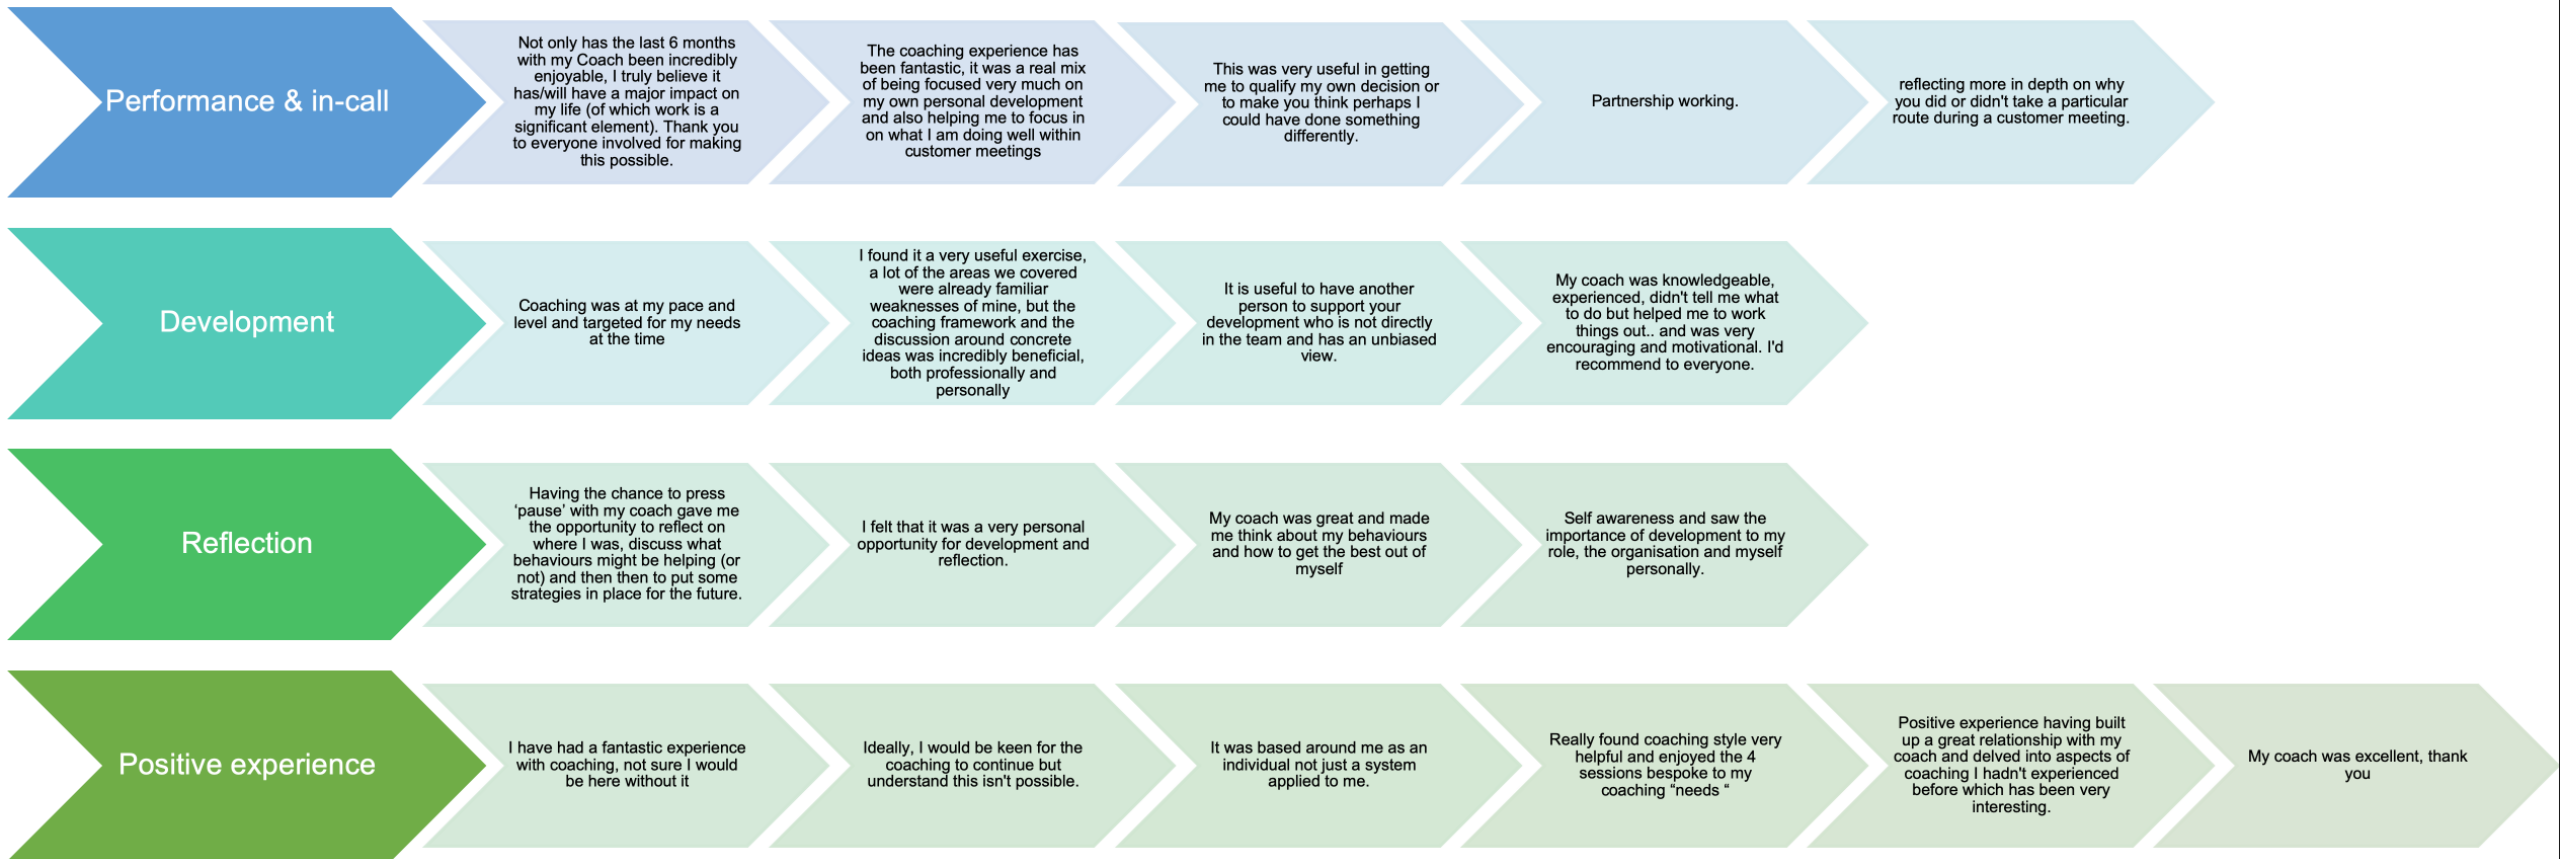 Performance & in-call
Not only has the last 6 months
with my Coach been incredibly
enjoyable, I truly believe it
has/will have a major impact on
my life (of which work is a
significant element). Thank you
to everyone involved for making
this possible.
The coaching experience has
been fantastic, it was a real mix
of being focused very much on
my own personal development
and also helping me to focus in
on what I am doing well within
customer meetings
This was very useful in getting
me to qualify my own decision or
to make you think perhaps I
could have done something
differently.
Partnership working.
reflecting more in depth on why
you did or didn't take a particular
route during a customer meeting.
Development
Coaching was at my pace and
level and targeted for my needs
at the time
I found it a very useful exercise,
a lot of the areas we covered
were already familiar
weaknesses of mine, but the
coaching framework and the
discussion around concrete
ideas was incredibly beneficial,
both professionally and
personally
It is useful to have another
person to support your
development who is not directly
in the team and has an unbiased
view.
My coach was knowledgeable,
experienced, didn't tell me what
to do but helped me to work
things out.. and was very
encouraging and motivational. I'd
recommend to everyone.
Reflection
Having the chance to press
‘pause’ with my coach gave me
the opportunity to reflect on
where I was, discuss what
behaviours might be helping (or
not) and then then to put some
strategies in place for the future.
I felt that it was a very personal
opportunity for development and
reflection.
My coach was great and made
me think about my behaviours
and how to get the best out of
myself
Self awareness and saw the
importance of development to my
role, the organisation and myself
personally.
Positive experience
I have had a fantastic experience
with coaching, not sure I would
be here without it
Ideally, I would be keen for the
coaching to continue but
understand this isn't possible.
It was based around me as an
individual not just a system
applied to me.
Really found coaching style very
helpful and enjoyed the 4
sessions bespoke to my
coaching “needs “
Positive experience having built
up a great relationship with my
coach and delved into aspects of
coaching I hadn't experienced
before which has been very
interesting.
My coach was excellent, thank
you